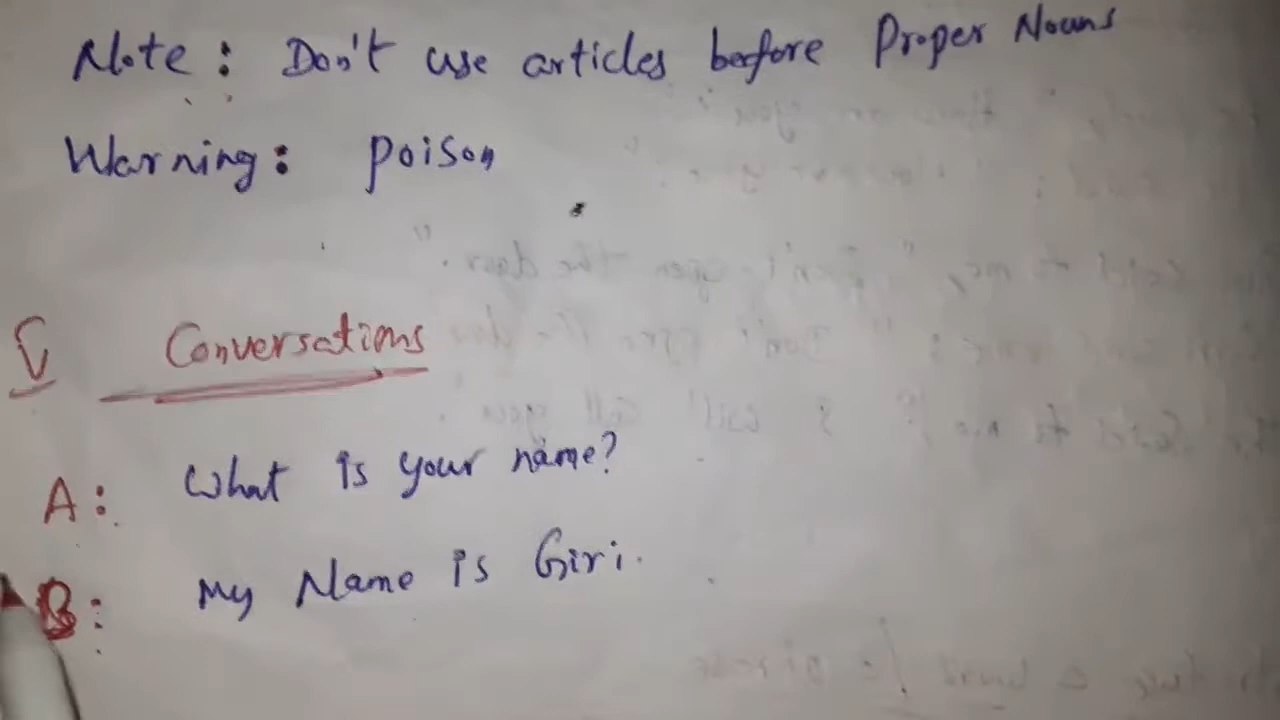 Note: Don't use articles before Proper Nouns
Warning: Poison
V Conversations
A: What is your name?
B: My Name is Giri.